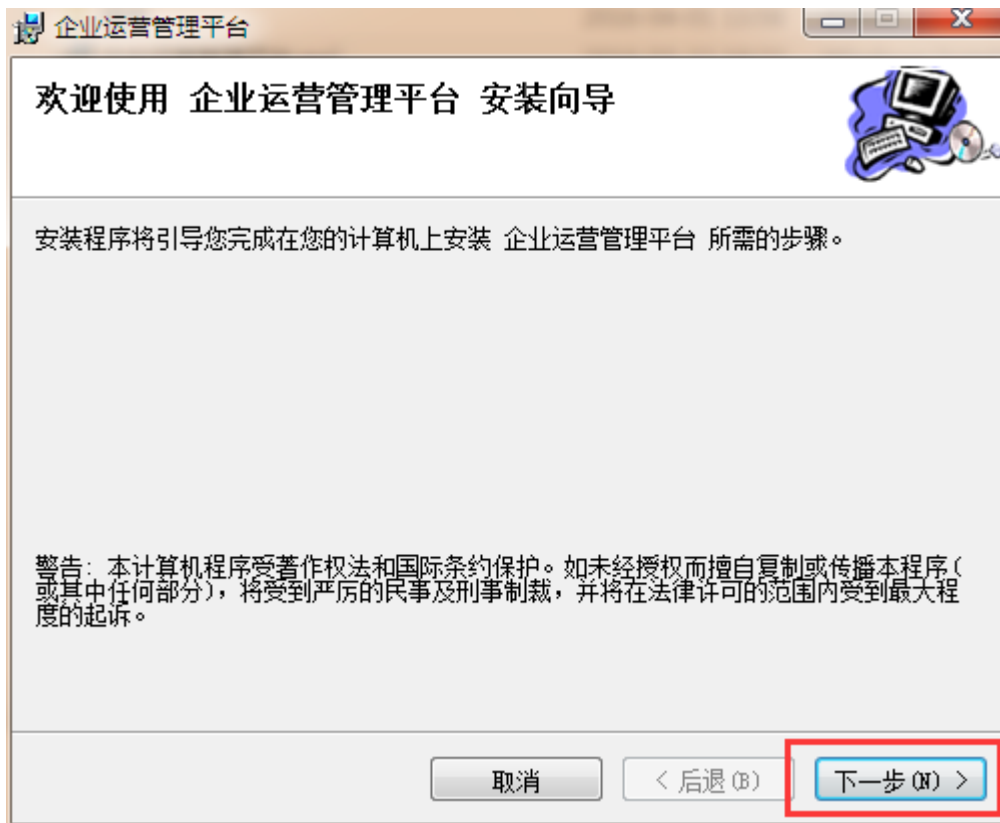 企业运营管理平台
欢迎使用 企业运营管理平台 安装向导
安装程序将引导您完成在您的计算机上安装 企业运营管理平台 所需的步骤。
警告: 本计算机程序受著作权法和国际条约保护。如未经授权而擅自复制或传播本程序(
或其中任何部分)，将受到严厉的民事及刑事制裁，并将在法律许可的范围内受到最大程
度的起诉。
取消
< 后退(B)
下一步(N) >